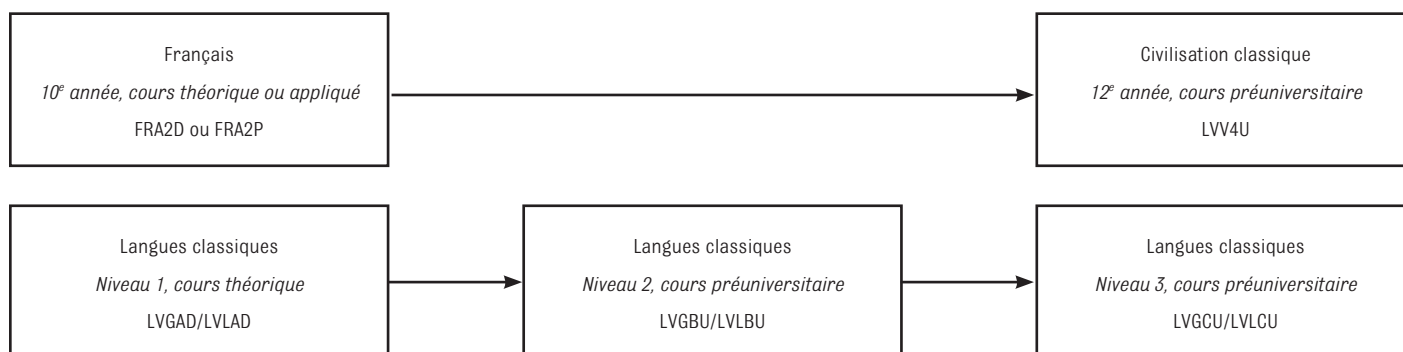 Français
10e année, cours théorique ou appliqué
FRA2D ou FRA2P
Civilisation classique
12e année, cours préuniversitaire
LVV4U
Langues classiques
Niveau 1, cours théorique
LVGAD/LVLAD
Langues classiques
Niveau 2, cours préuniversitaire
LVGBU/LVLBU
Langues classiques
Niveau 3, cours préuniversitaire
LVGCU/LVLCU